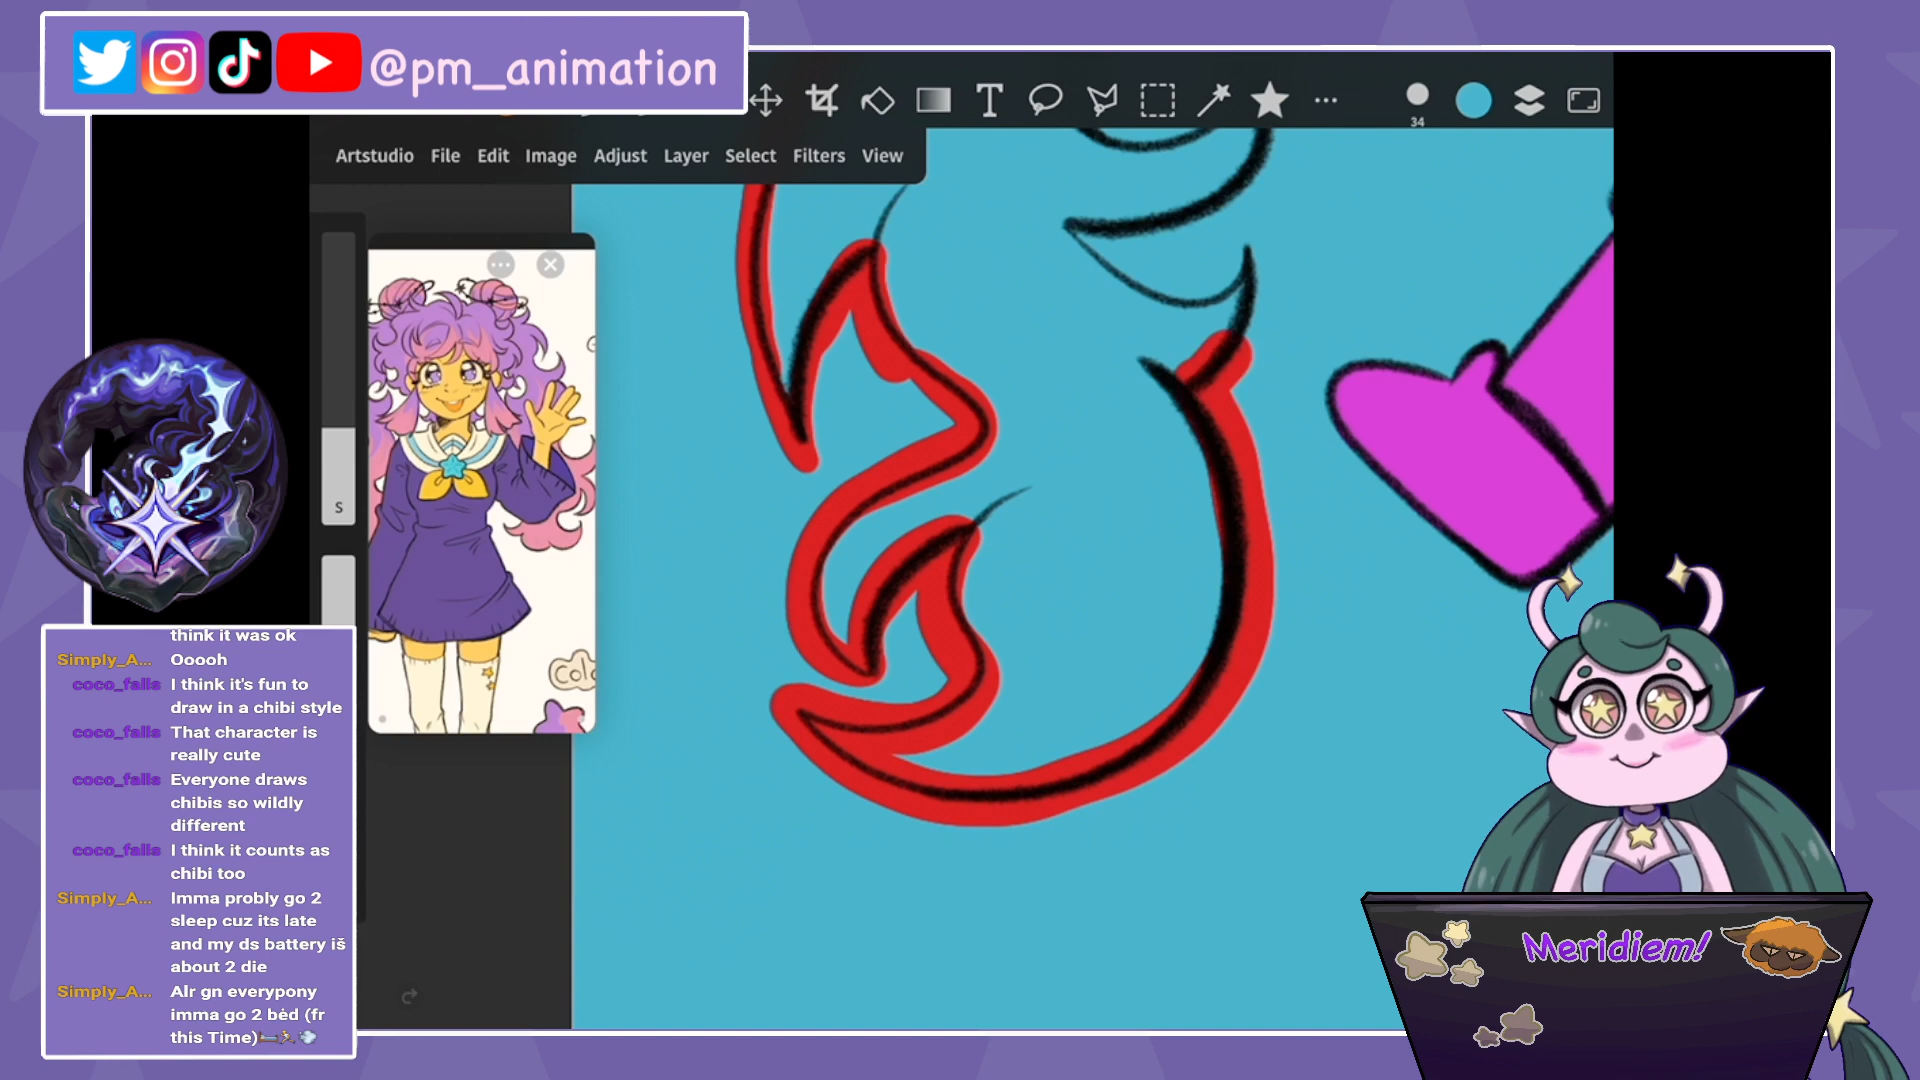 @pm_animation
34
Artstudio File Edit Image Adjust Layer Select Filters View
S
Colo
think it was ok
Simply_A... Ooooh
coco_falls I think it's fun to
draw in a chibi style
coco_falls That character is
really cute
coco_falls Everyone draws
chibis so wildly
different
coco_falls I think it counts as
chibi too
Simply_A... Imma probly go 2
sleep cuz its late
and my ds battery iš
about 2 die
Simply_A... Alr gn everypony
imma go 2 bėd (fr
this Time)
Meridiem!